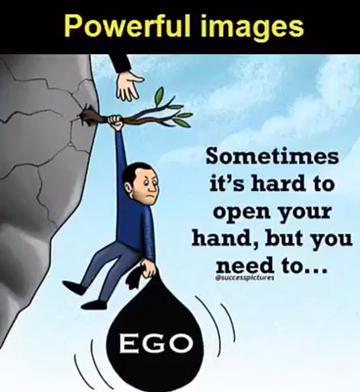 Powerful images
Sometimes
it's hard to
open your
hand, but you
need to...
@successpictures
EGO